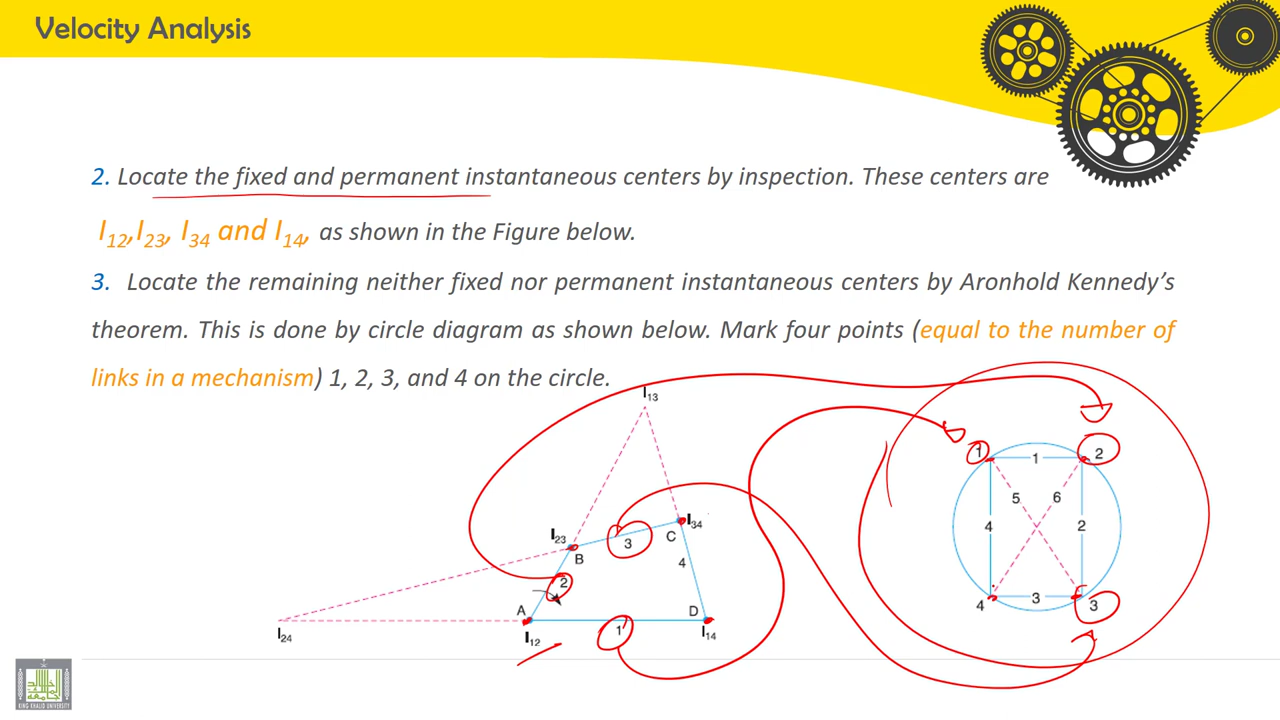 Velocity Analysis
2. Locate the fixed and permanent instantaneous centers by inspection. These centers are
I12,I23, I34 and I14, as shown in the Figure below.
3. Locate the remaining neither fixed nor permanent instantaneous centers by Aronhold Kennedy's
theorem. This is done by circle diagram as shown below. Mark four points (equal to the number of
links in a mechanism) 1, 2, 3, and 4 on the circle.
I13
I23
B
3
C
I34
2
4
A
D
I12
1
I14
I24
1
1
2
5
6
4
2
4
3
3
KING KHALID UNIVERSITY